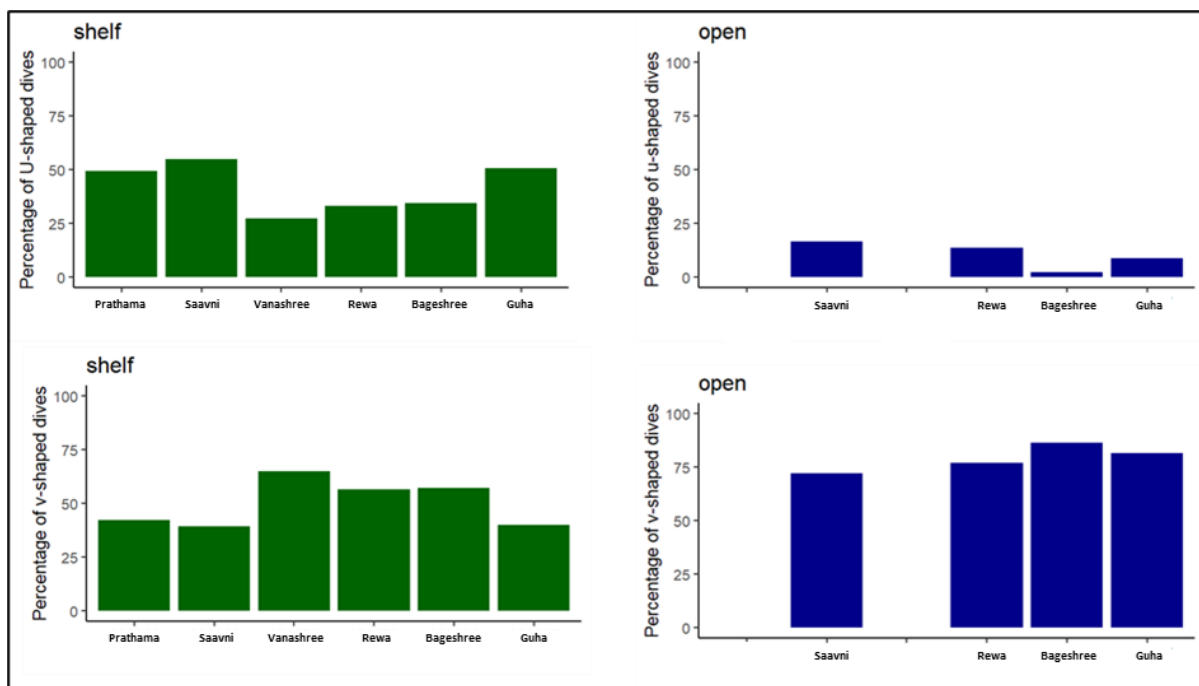 shelf
Percentage of U-shaped dives
100
75
50
25
0
Prathama Saavni Vanashree Rewa Bageshree Guha
open
Percentage of u-shaped dives
100
75
50
25
0
Saavni Rewa Bageshree Guha
shelf
Percentage of v-shaped dives
100
75
50
25
0
Prathama Saavni Vanashree Rewa Bageshree Guha
open
Percentage of v-shaped dives
100
75
50
25
0
Saavni Rewa Bageshree Guha